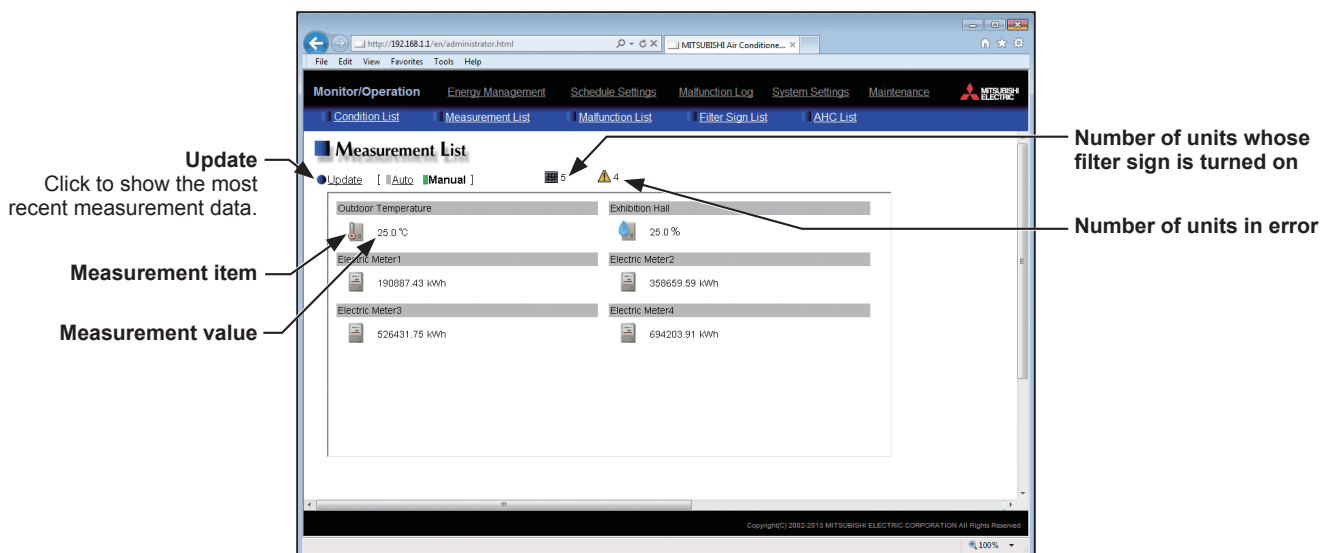 http://192.168.1.1/en/administrator.html
MITSUBISHI Air Conditione...
File Edit View Favorites Tools Help
Monitor/Operation Energy Management Schedule Settings Malfunction Log System Settings Maintenance MITSUBISHI ELECTRIC
Condition List Measurement List Malfunction List Filter Sign List AHC List
Measurement List
Update [ Auto Manual ] 5 4
Outdoor Temperature Exhibition Hall
25.0 °C 25.0 %
Electric Meter1 Electric Meter2
190887.43 kWh 358659.59 kWh
Electric Meter3 Electric Meter4
526431.75 kWh 694203.91 kWh
Copyright(C) 2002-2013 MITSUBISHI ELECTRIC CORPORATION All Rights Reserved
100%
Update
Click to show the most
recent measurement data.
Measurement item
Measurement value
Number of units whose
filter sign is turned on
Number of units in error